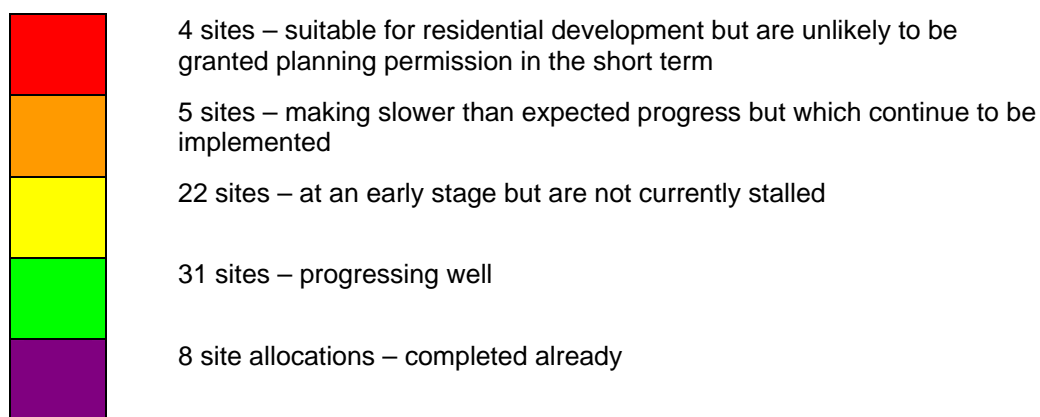 4 sites – suitable for residential development but are unlikely to be
granted planning permission in the short term
5 sites – making slower than expected progress but which continue to be
implemented
22 sites – at an early stage but are not currently stalled
31 sites – progressing well
8 site allocations – completed already